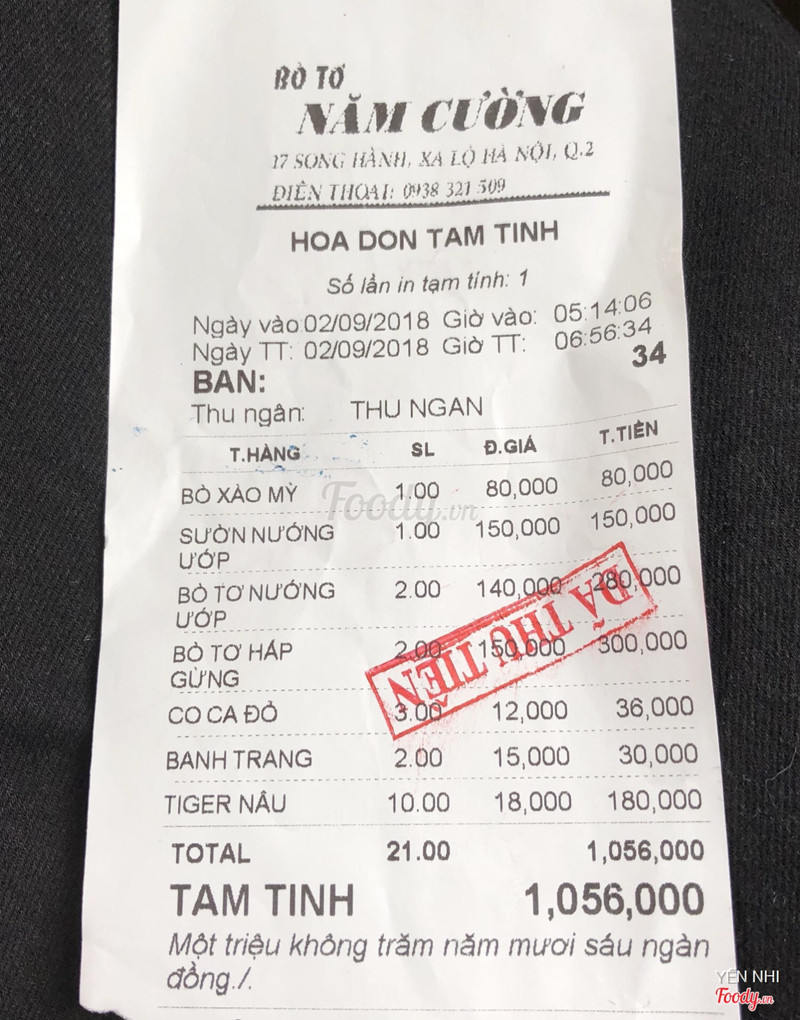 BÒ TƠ
NĂM CƯỜNG
17 SONG HÀNH, XA LỘ HÀ NỘI, Q.2
ĐIỆN THOẠI: 0938 321 509
HOA DON TAM TINH
Số lần in tạm tính: 1
Ngày vào:02/09/2018 Giờ vào: 05:14:06
Ngày TT: 02/09/2018 Giờ TT: 06:56:34
BAN: 34
Thu ngân: THU NGAN
T.HÀNG SL Đ.GIÁ T.TIỀN
BÒ XÀO MỲ 1.00 80,000 80,000
SƯỜN NƯỚNG 1.00 150,000 150,000
ƯỚP
BÒ TƠ NƯỚNG 2.00 140,000 280,000
ƯỚP
BÒ TƠ HÁP 2.00 150,000 300,000
GỪNG
CO CA ĐỎ 3.00 12,000 36,000
BANH TRANG 2.00 15,000 30,000
TIGER NÂU 10.00 18,000 180,000
TOTAL 21.00 1,056,000
TAM TINH 1,056,000
Một triệu không trăm năm mươi sáu ngàn
đồng./.
ĐÃ THU TIỀN
Foody.vn
YẾN NHI
Foody.vn